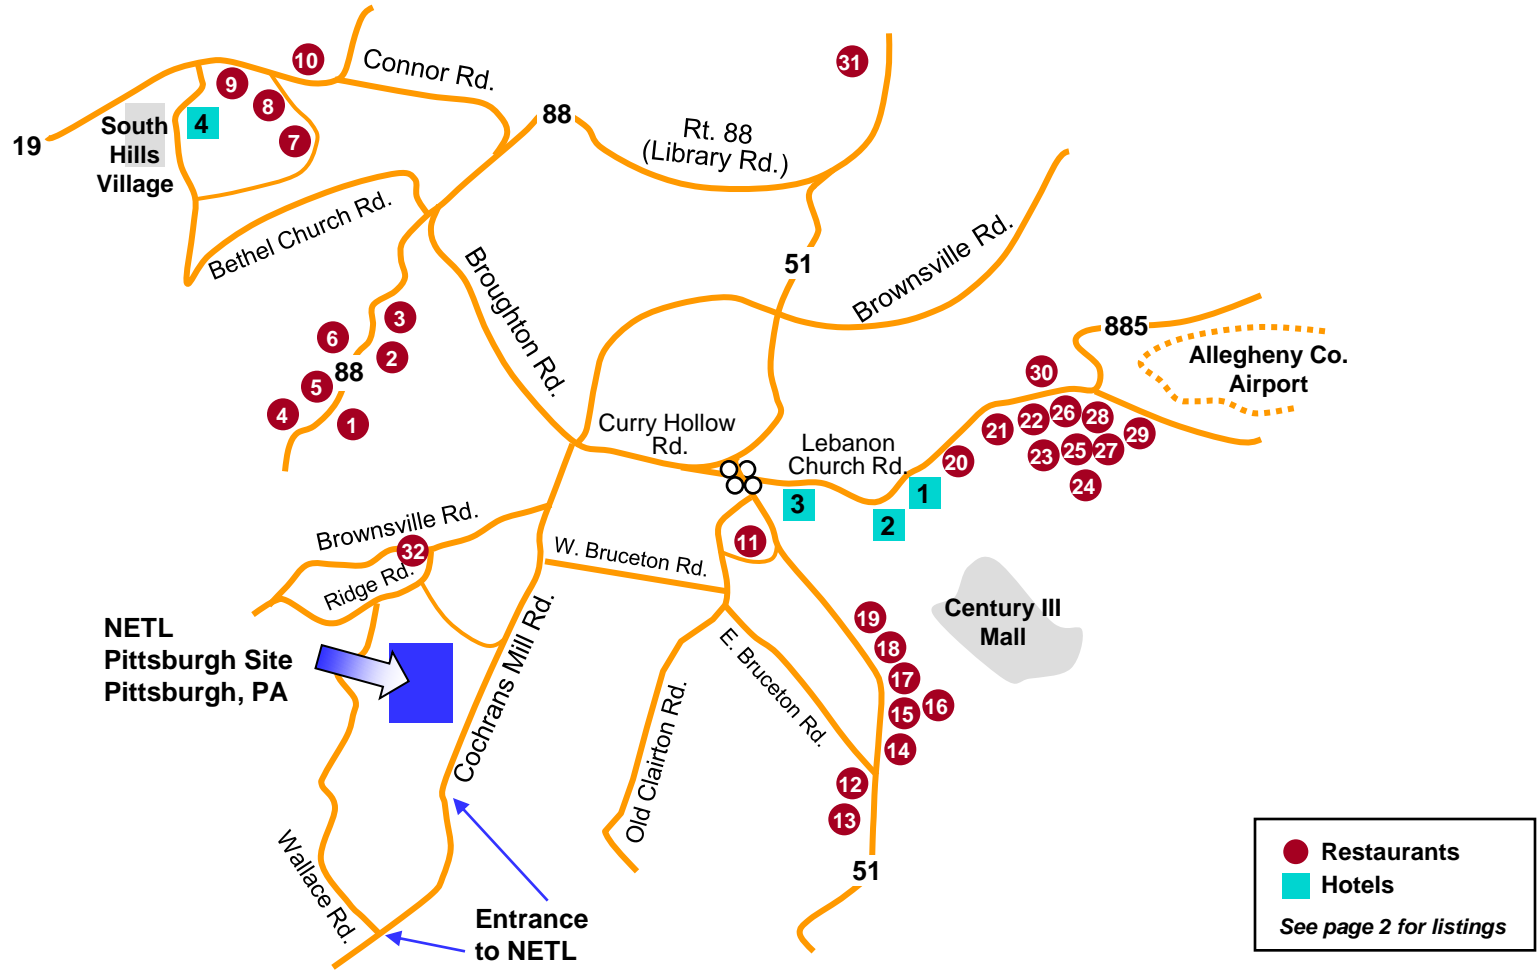 10
Connor Rd.
31
9
8
88
4
South
Hills
Village
7
19
Rt. 88
(Library Rd.)
Bethel Church Rd.
Broughton Rd.
51
Brownsville Rd.
885
Allegheny Co.
Airport
3
6
2
88
5
4
1
30
26
28
22
21
29
23
25
27
20
24
Curry Hollow
Rd.
Lebanon
Church Rd.
1
3
2
Brownsville Rd.
32
Ridge Rd.
W. Bruceton Rd.
11
NETL
Pittsburgh Site
Pittsburgh, PA
Cochrans Mill Rd.
Century III
Mall
19
18
17
16
15
14
12
13
E. Bruceton Rd.
Old Clairton Rd.
Wallace Rd.
51
Entrance
to NETL
Restaurants
Hotels
See page 2 for listings